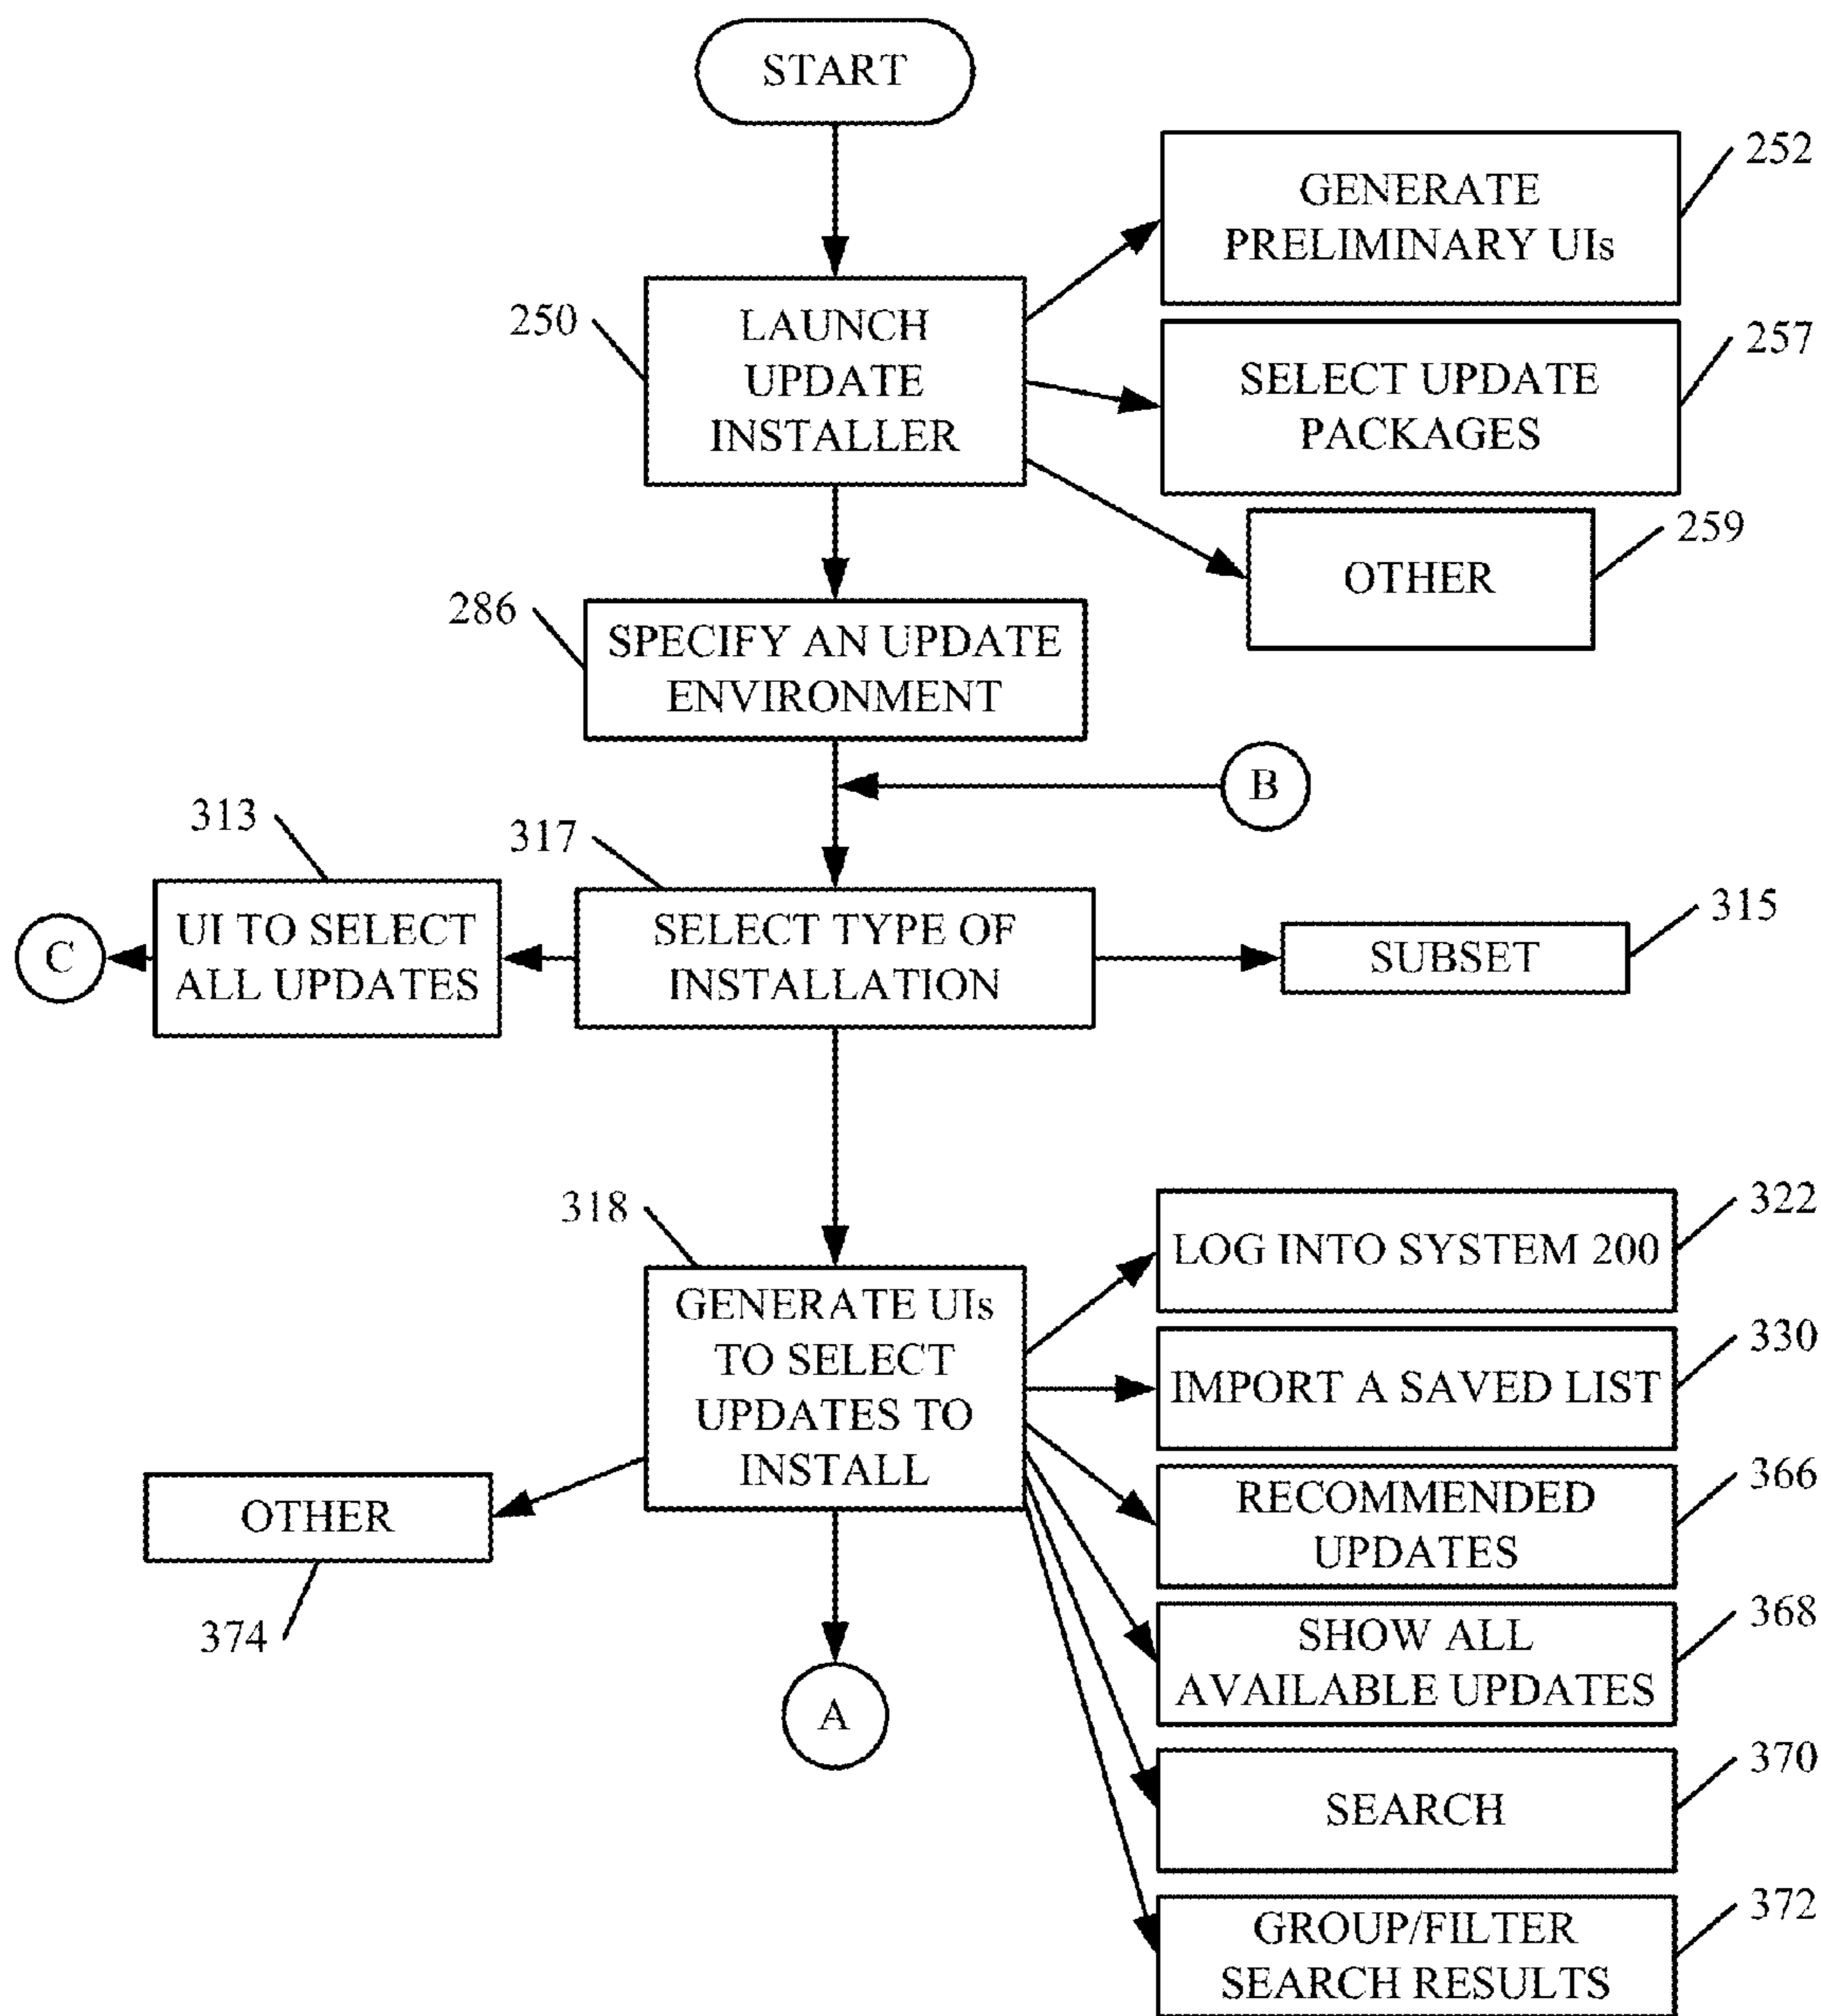 START
252
GENERATE
PRELIMINARY UIs
250
LAUNCH
UPDATE
INSTALLER
257
SELECT UPDATE
PACKAGES
259
OTHER
286
SPECIFY AN UPDATE
ENVIRONMENT
B
313
317
315
C
UI TO SELECT
ALL UPDATES
SELECT TYPE OF
INSTALLATION
SUBSET
318
GENERATE UIs
TO SELECT
UPDATES TO
INSTALL
322
LOG INTO SYSTEM 200
330
IMPORT A SAVED LIST
366
RECOMMENDED
UPDATES
OTHER
374
368
SHOW ALL
AVAILABLE UPDATES
A
370
SEARCH
372
GROUP/FILTER
SEARCH RESULTS